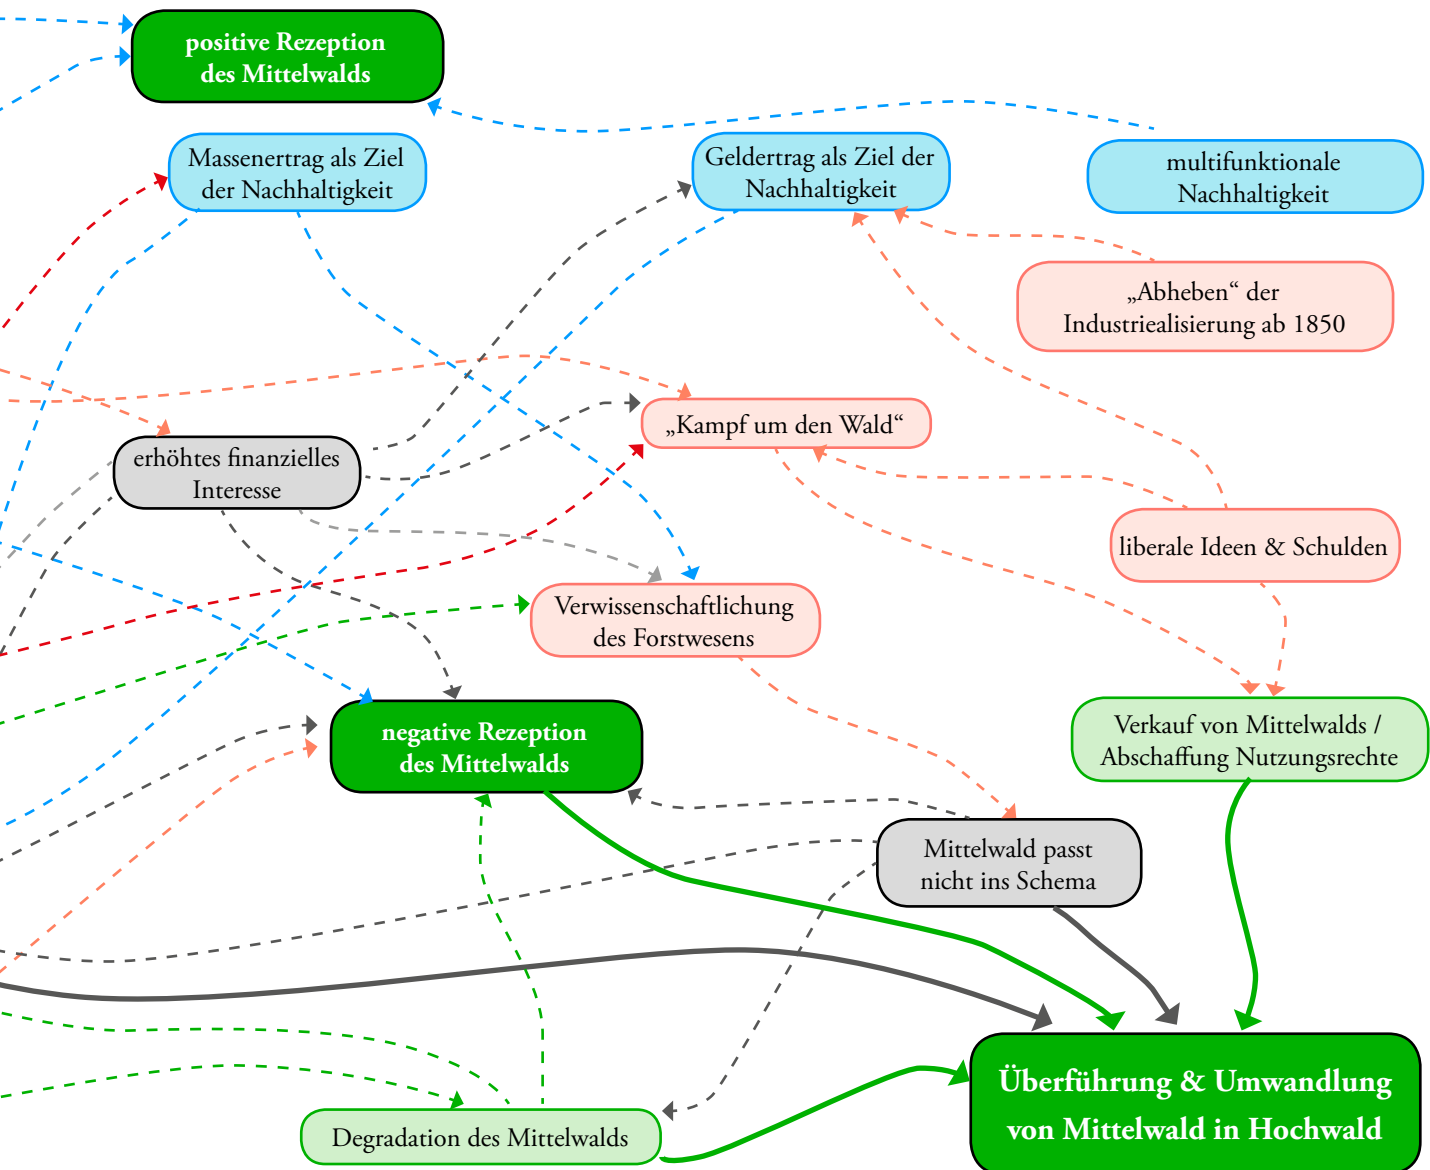 positive Rezeption
des Mittelwalds
Massenertrag als Ziel
der Nachhaltigkeit
Geldertrag als Ziel der
Nachhaltigkeit
multifunktionale
Nachhaltigkeit
„Abheben“ der
Industriealisierung ab 1850
„Kampf um den Wald“
erhöhtes finanzielles
Interesse
liberale Ideen & Schulden
Verwissenschaftlichung
des Forstwesens
negative Rezeption
des Mittelwalds
Verkauf von Mittelwalds /
Abschaffung Nutzungsrechte
Mittelwald passt
nicht ins Schema
Überführung & Umwandlung
von Mittelwald in Hochwald
Degradation des Mittelwalds